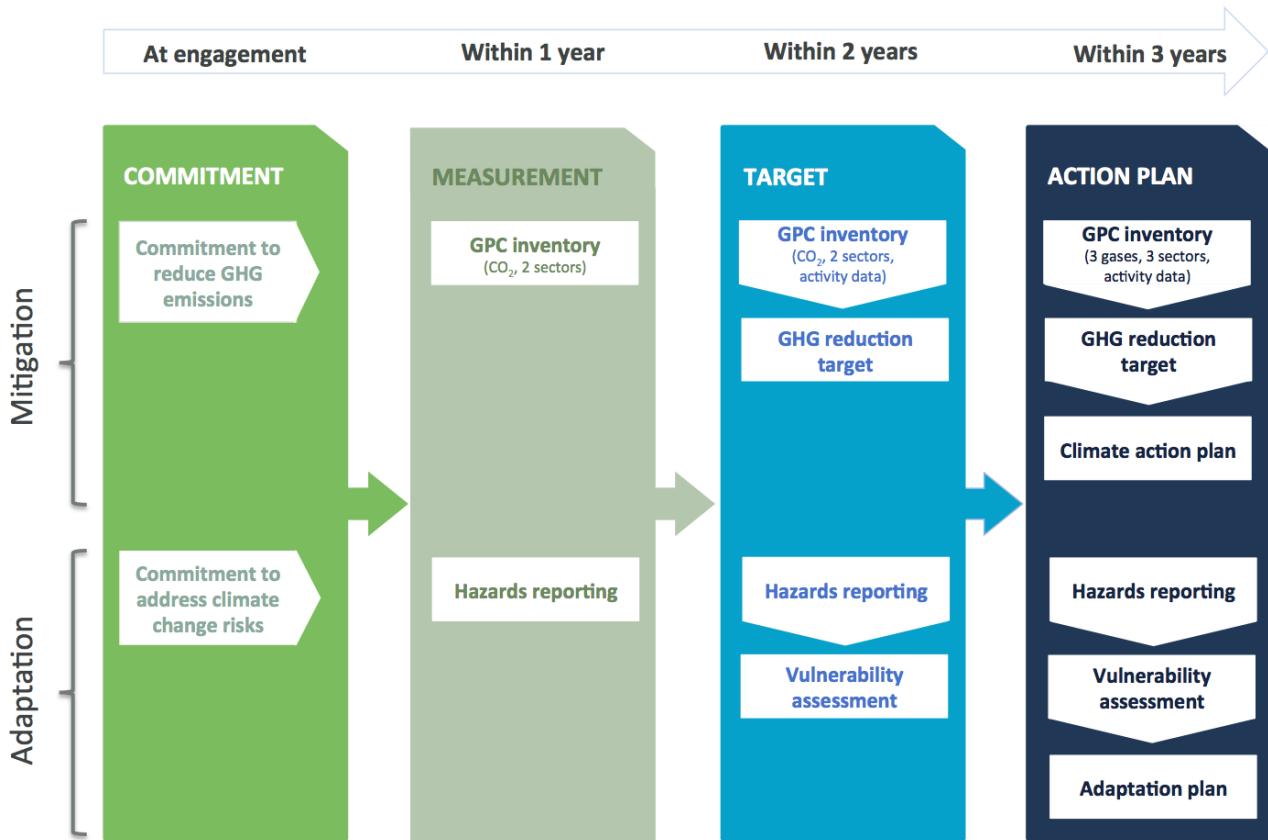 At engagement
Within 1 year
Within 2 years
Within 3 years
Mitigation
Adaptation
COMMITMENT
Commitment to
reduce GHG
emissions
Commitment to
address climate
change risks
MEASUREMENT
GPC inventory
(CO₂, 2 sectors)
Hazards reporting
TARGET
GPC inventory
(CO₂, 2 sectors,
activity data)
GHG reduction
target
Hazards reporting
Vulnerability
assessment
ACTION PLAN
GPC inventory
(3 gases, 3 sectors,
activity data)
GHG reduction
target
Climate action plan
Hazards reporting
Vulnerability
assessment
Adaptation plan